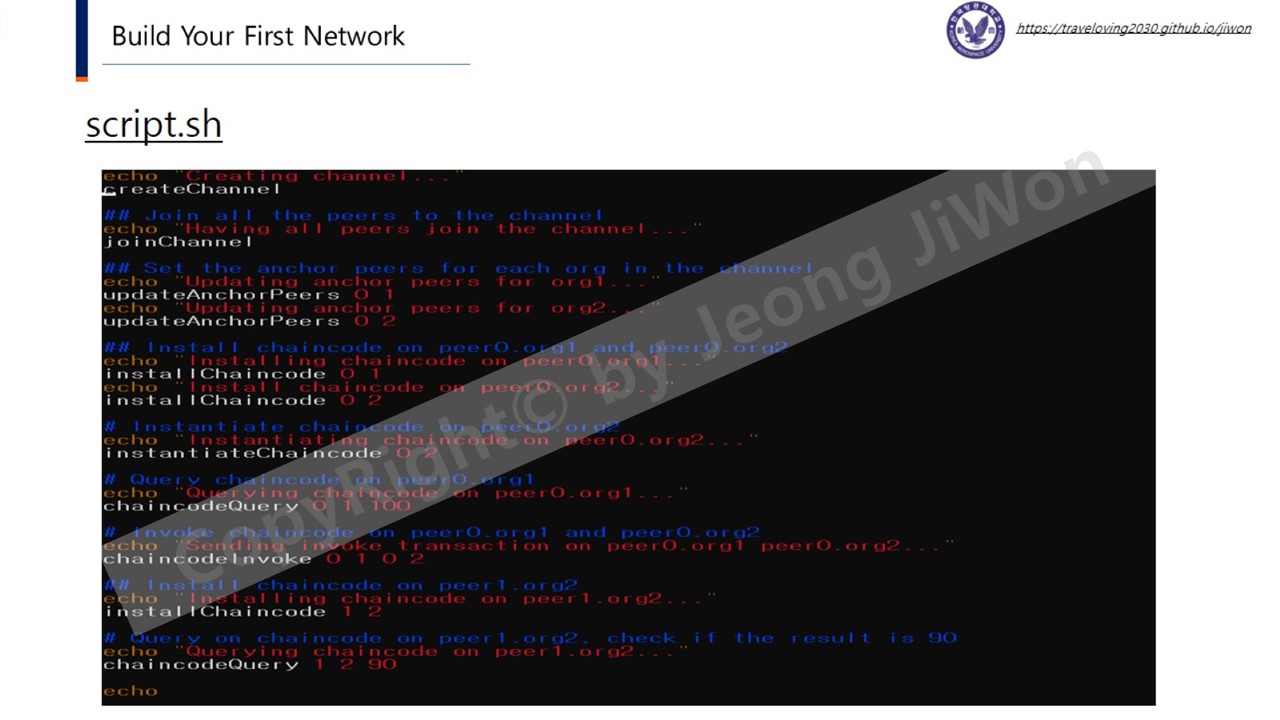 Build Your First Network
https://traveloving2030.github.io/jiwon
script.sh
echo "Creating channel..."
createChannel
## Join all the peers to the channel
echo "Having all peers join the channel..."
joinChannel
## Set the anchor peers for each org in the channel
echo "Updating anchor peers for org1..."
updateAnchorPeers 0 1
echo "Updating anchor peers for org2..."
updateAnchorPeers 0 2
## Install chaincode on peer0.org1 and peer0.org2
echo "Installing chaincode on peer0.org1..."
installChaincode 0 1
echo "Install chaincode on peer0.org2..."
installChaincode 0 2
# Instantiate chaincode on peer0.org2
echo "Instantiating chaincode on peer0.org2..."
instantiateChaincode 0 2
# Query chaincode on peer0.org1
echo "Querying chaincode on peer0.org1..."
chaincodeQuery 0 1 100
# Invoke chaincode on peer0.org1 and peer0.org2
echo "Sending invoke transaction on peer0.org1 peer0.org2..."
chaincodeInvoke 0 1 0 2
## Install chaincode on peer1.org2
echo "Installing chaincode on peer1.org2..."
installChaincode 1 2
# Query on chaincode on peer1.org2, check if the result is 90
echo "Querying chaincode on peer1.org2..."
chaincodeQuery 1 2 90
echo
CopyRight© by Jeong JiWon